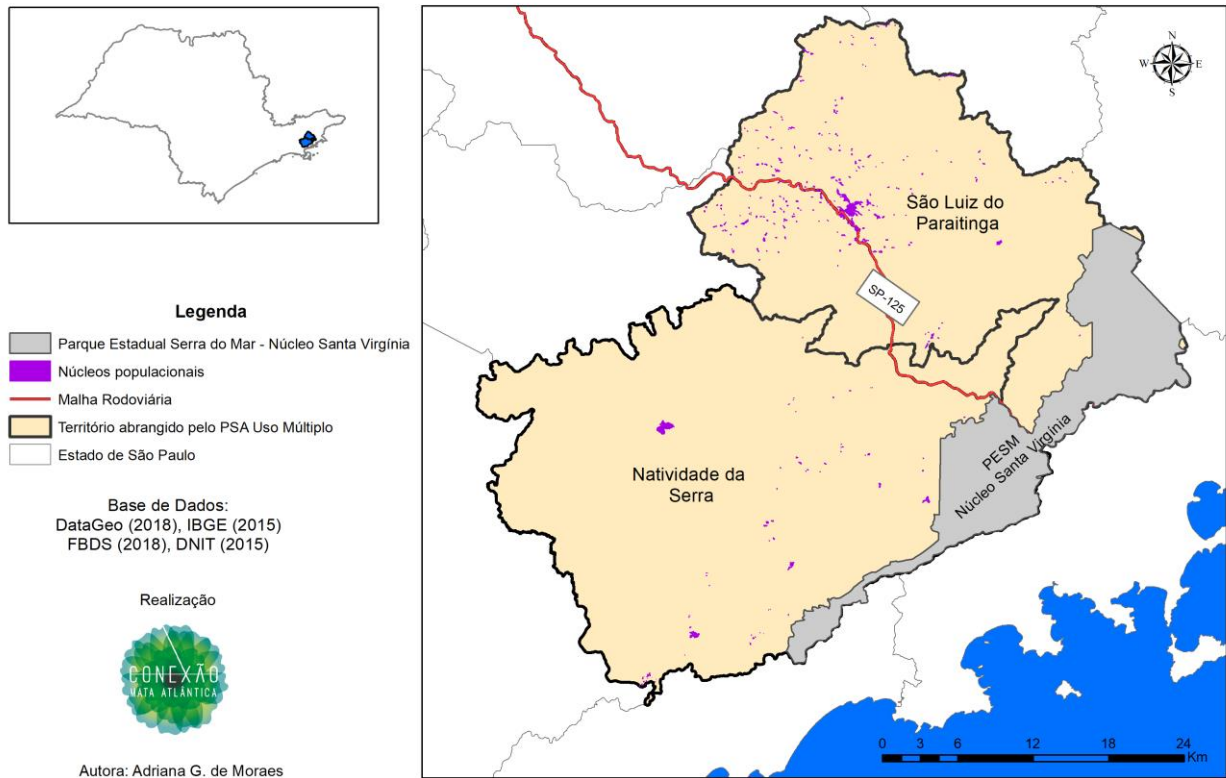 Legenda
Parque Estadual Serra do Mar - Núcleo Santa Virgínia
Núcleos populacionais
Malha Rodoviária
Território abrangido pelo PSA Uso Múltiplo
Estado de São Paulo
Base de Dados:
DataGeo (2018), IBGE (2015)
FBDS (2018), DNIT (2015)
Realização
CONEXÃO
MATA ATLÂNTICA
Autora: Adriana G. de Moraes
N
W E
S
São Luiz do
Paraitinga
SP-125
Natividade da
Serra
PESM
Núcleo Santa Virgínia
0 3 6 12 18 24
Km